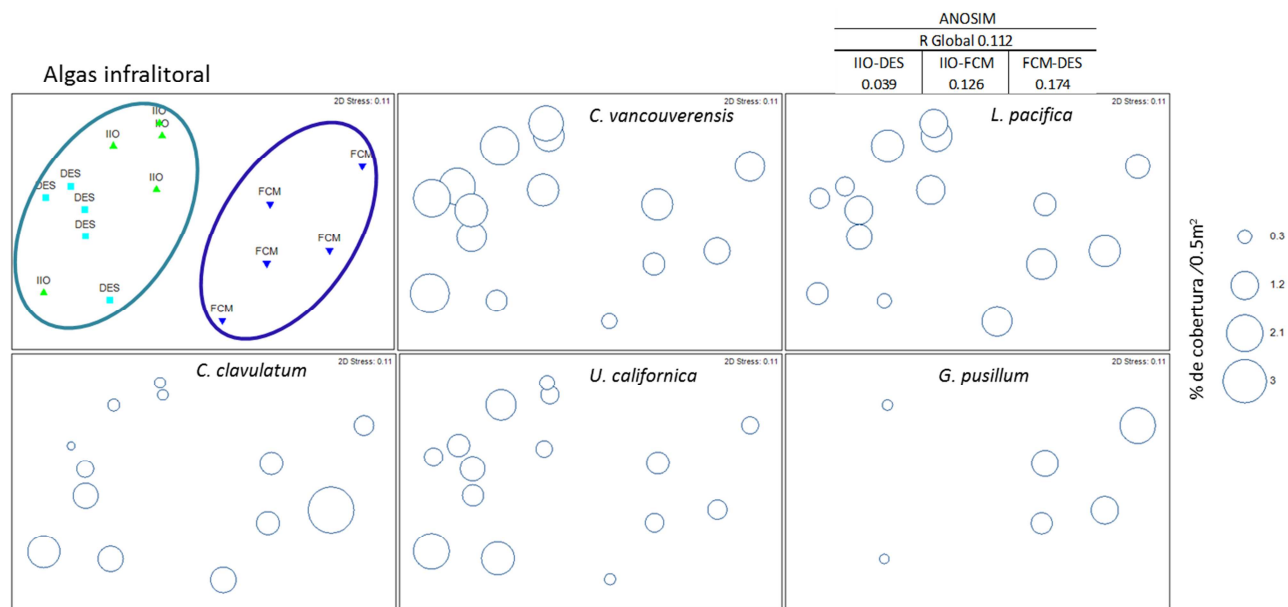 ANOSIM
R Global 0.112
IIO-DES IIO-FCM FCM-DES
0.039 0.126 0.174
Algas infralitoral
2D Stress: 0.11
IIO
IIO
IIO
IIO
DES
DES
DES
DES
IIO
DES
FCM
FCM
FCM
FCM
FCM
2D Stress: 0.11
C. vancouverensis
2D Stress: 0.11
L. pacifica
2D Stress: 0.11
C. clavulatum
2D Stress: 0.11
U. californica
2D Stress: 0.11
G. pusillum
% de cobertura /0.5m²
0.3
1.2
2.1
3